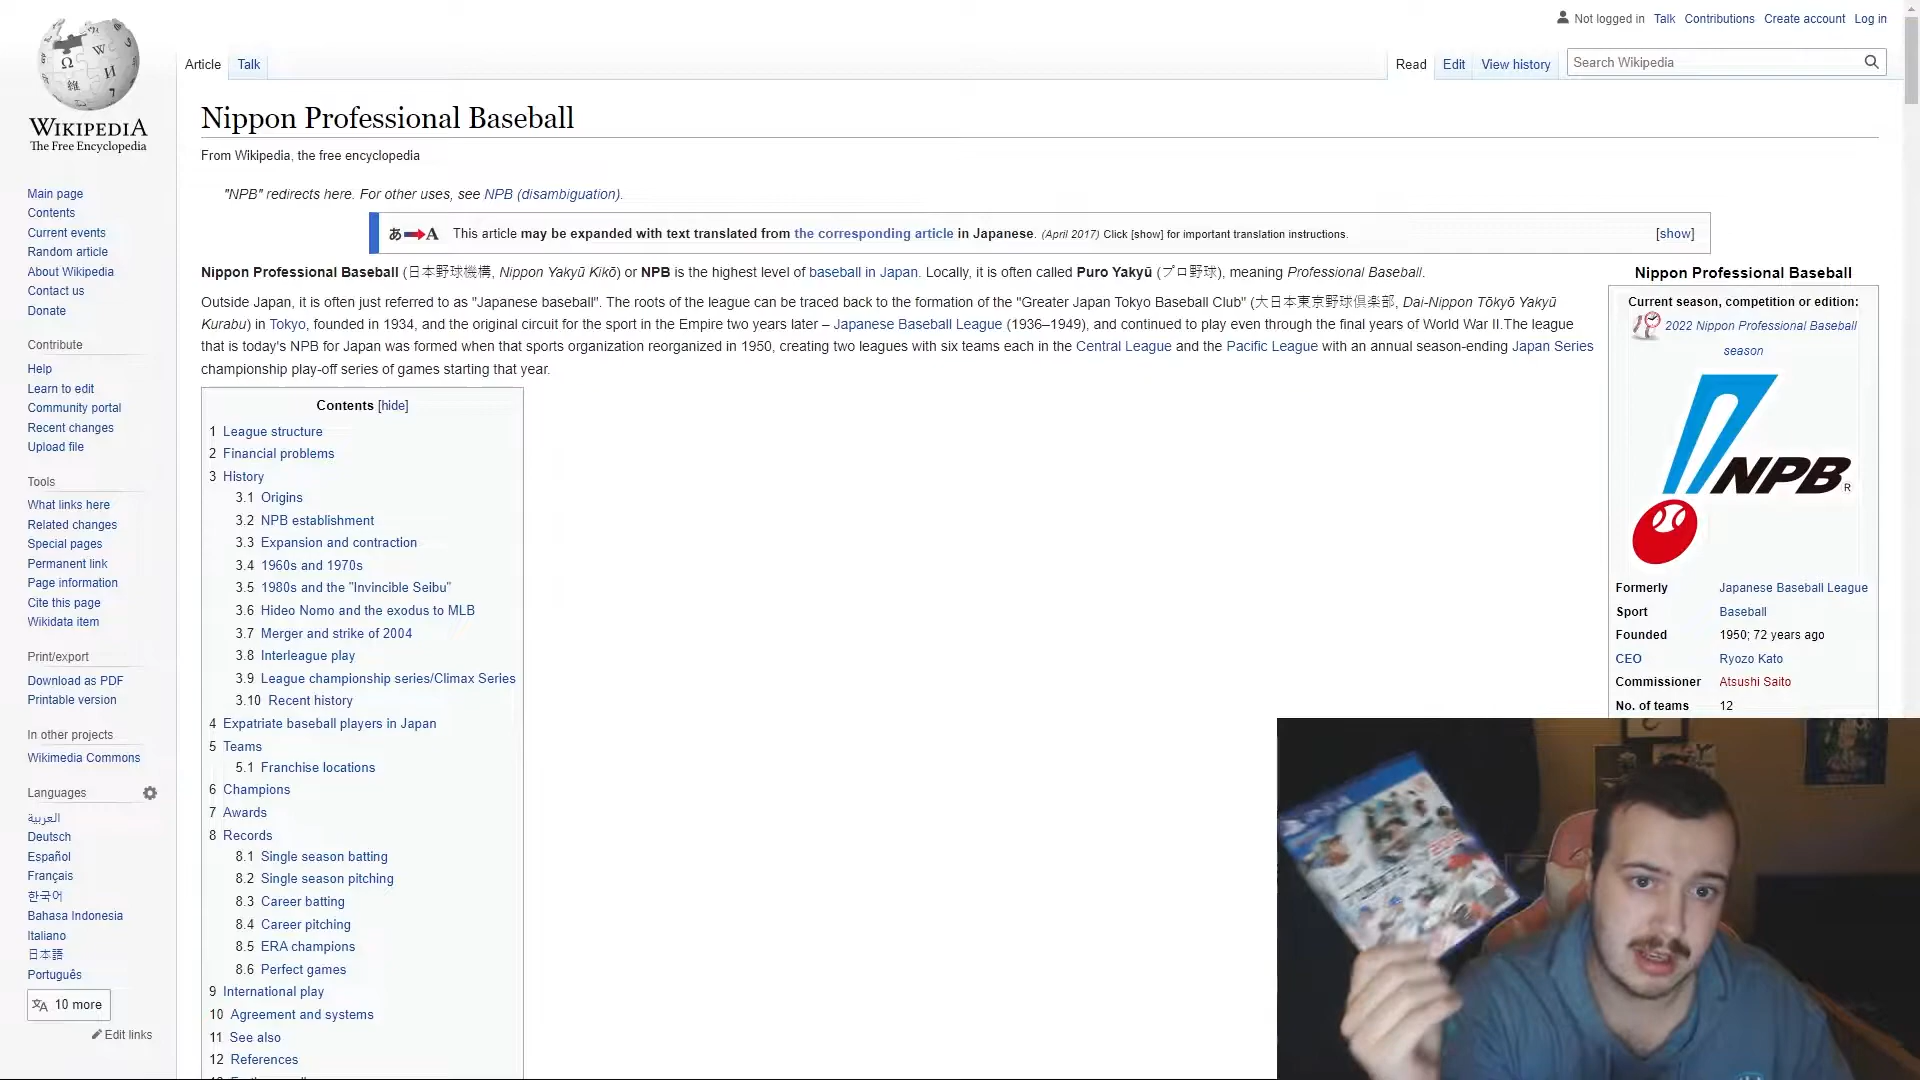 Not logged in Talk Contributions Create account Log in
Article Talk
Read Edit View history Search Wikipedia
WIKIPEDIA
The Free Encyclopedia
Main page
Contents
Current events
Random article
About Wikipedia
Contact us
Donate
Contribute
Help
Learn to edit
Community portal
Recent changes
Upload file
Tools
What links here
Related changes
Special pages
Permanent link
Page information
Cite this page
Wikidata item
Print/export
Download as PDF
Printable version
In other projects
Wikimedia Commons
Languages
العربية
Deutsch
Español
Français
한국어
Bahasa Indonesia
Italiano
日本語
Português
10 more
Edit links
Nippon Professional Baseball
From Wikipedia, the free encyclopedia
"NPB" redirects here. For other uses, see NPB (disambiguation).
あ A This article may be expanded with text translated from the corresponding article in Japanese. (April 2017) Click [show] for important translation instructions. [show]
Nippon Professional Baseball (日本野球機構, Nippon Yakyū Kikō) or NPB is the highest level of baseball in Japan. Locally, it is often called Puro Yakyū (プロ野球), meaning Professional Baseball.
Outside Japan, it is often just referred to as "Japanese baseball". The roots of the league can be traced back to the formation of the "Greater Japan Tokyo Baseball Club" (大日本東京野球倶楽部, Dai-Nippon Tōkyō Yakyū
Kurabu) in Tokyo, founded in 1934, and the original circuit for the sport in the Empire two years later – Japanese Baseball League (1936–1949), and continued to play even through the final years of World War II.The league
that is today's NPB for Japan was formed when that sports organization reorganized in 1950, creating two leagues with six teams each in the Central League and the Pacific League with an annual season-ending Japan Series
championship play-off series of games starting that year.
Contents [hide]
1 League structure
2 Financial problems
3 History
3.1 Origins
3.2 NPB establishment
3.3 Expansion and contraction
3.4 1960s and 1970s
3.5 1980s and the "Invincible Seibu"
3.6 Hideo Nomo and the exodus to MLB
3.7 Merger and strike of 2004
3.8 Interleague play
3.9 League championship series/Climax Series
3.10 Recent history
4 Expatriate baseball players in Japan
5 Teams
5.1 Franchise locations
6 Champions
7 Awards
8 Records
8.1 Single season batting
8.2 Single season pitching
8.3 Career batting
8.4 Career pitching
8.5 ERA champions
8.6 Perfect games
9 International play
10 Agreement and systems
11 See also
12 References
Nippon Professional Baseball
Current season, competition or edition:
2022 Nippon Professional Baseball
season
NPB
R
Formerly Japanese Baseball League
Sport Baseball
Founded 1950; 72 years ago
CEO Ryozo Kato
Commissioner Atsushi Saito
No. of teams 12